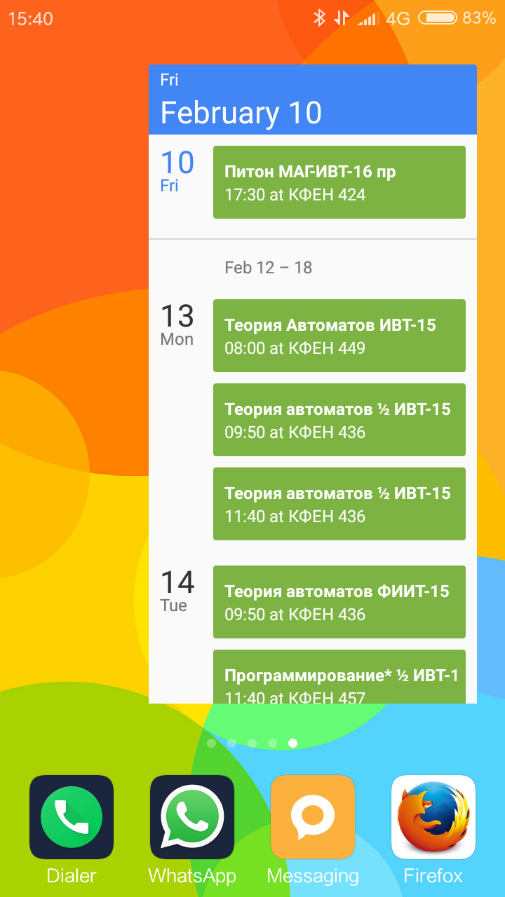 15:40 4G 83%
Fri
February 10
10
Fri
Питон МАГ-ИВТ-16 пр
17:30 at КФЕН 424
Feb 12 – 18
13
Mon
Теория Автоматов ИВТ-15
08:00 at КФЕН 449
Теория автоматов ½ ИВТ-15
09:50 at КФЕН 436
Теория автоматов ½ ИВТ-15
11:40 at КФЕН 436
14
Tue
Теория автоматов ФИИТ-15
09:50 at КФЕН 436
Программирование* ½ ИВТ-1
11:40 at КФЕН 457
Dialer WhatsApp Messaging Firefox